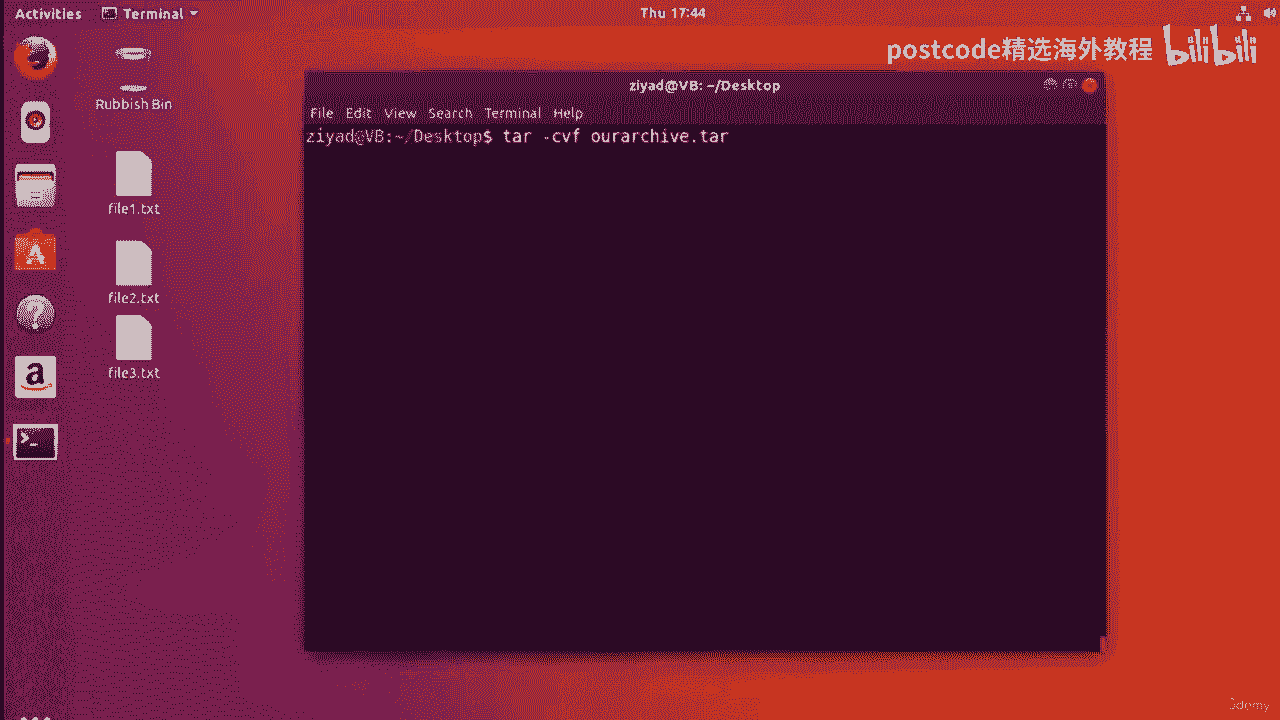 Activities
Terminal
Thu 17:44
postcode精选海外教程
bilibili
Rubbish Bin
file1.txt
file2.txt
file3.txt
ziyad@VB: ~/Desktop
File Edit View Search Terminal Help
ziyad@VB:~/Desktop$ tar -cvf ourarchive.tar